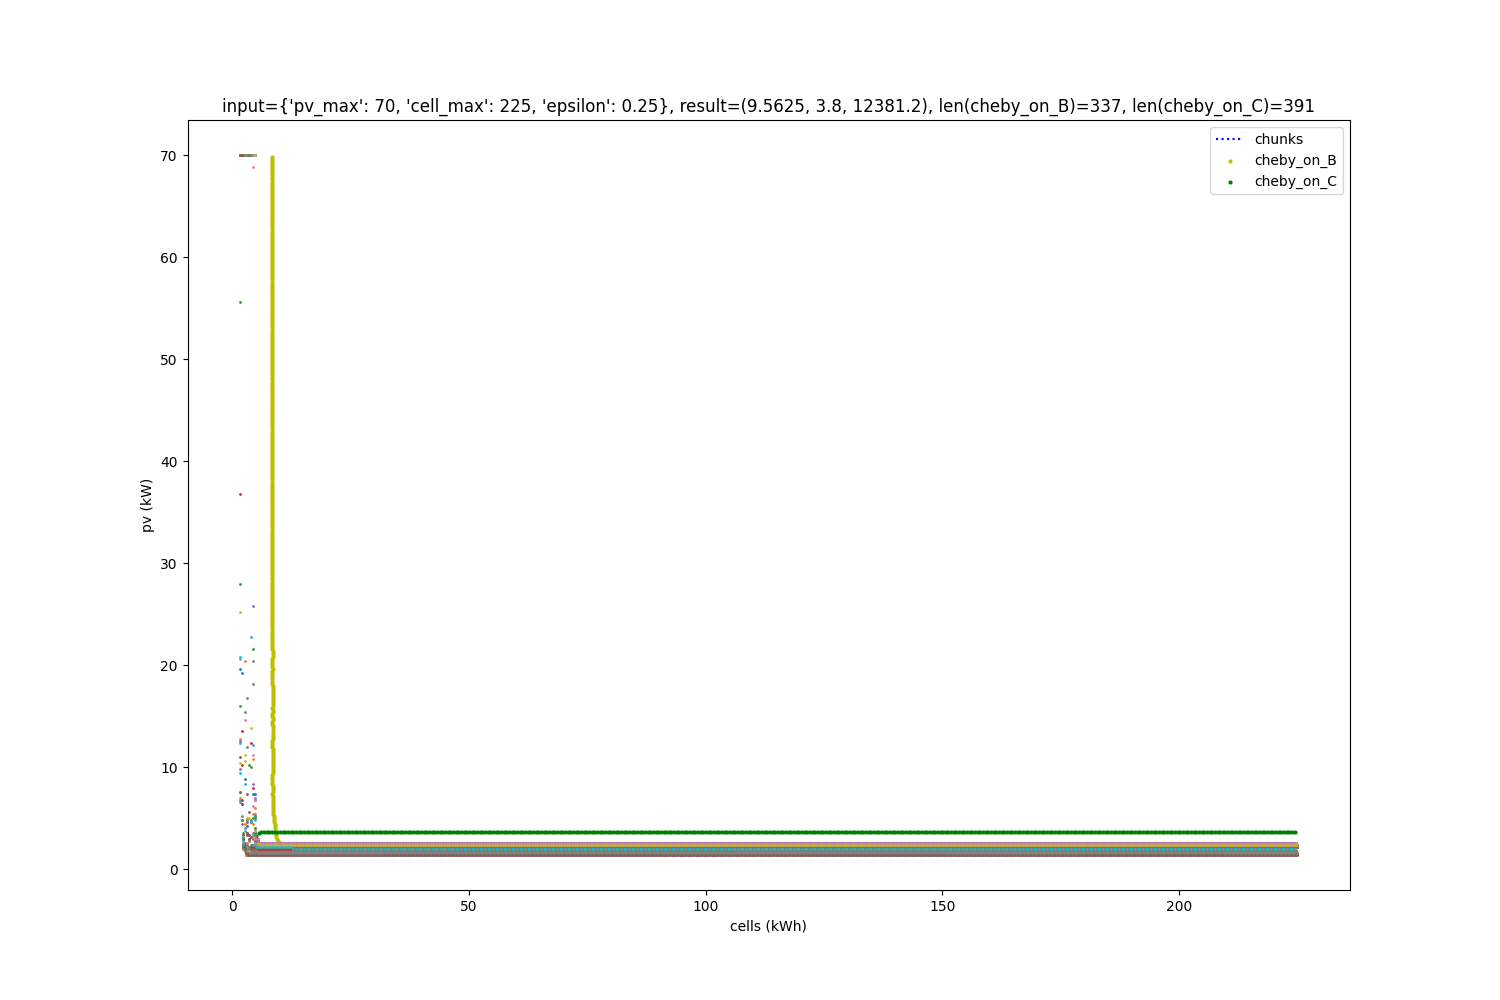 input={'pv_max': 70, 'cell_max': 225, 'epsilon': 0.25}, result=(9.5625, 3.8, 12381.2), len(cheby_on_B)=337, len(cheby_on_C)=391
chunks
cheby_on_B
cheby_on_C
70
60
50
40
30
20
10
0
pv (kW)
0
50
100
150
200
cells (kWh)